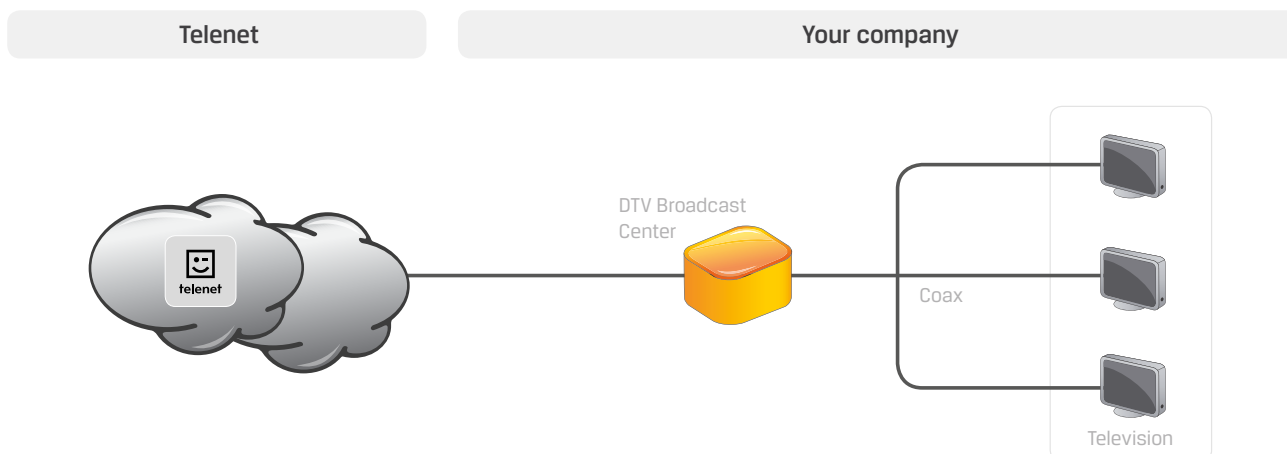 Telenet
Your company
DTV Broadcast
Center
telenet
Coax
Television